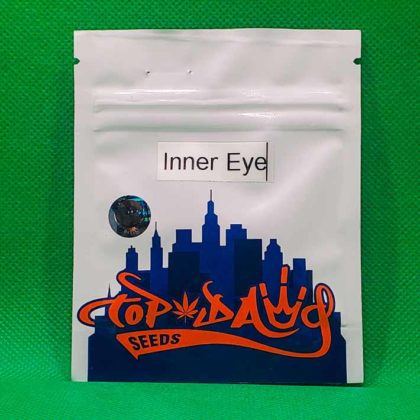 Inner Eye
TOP DAWG
SEEDS